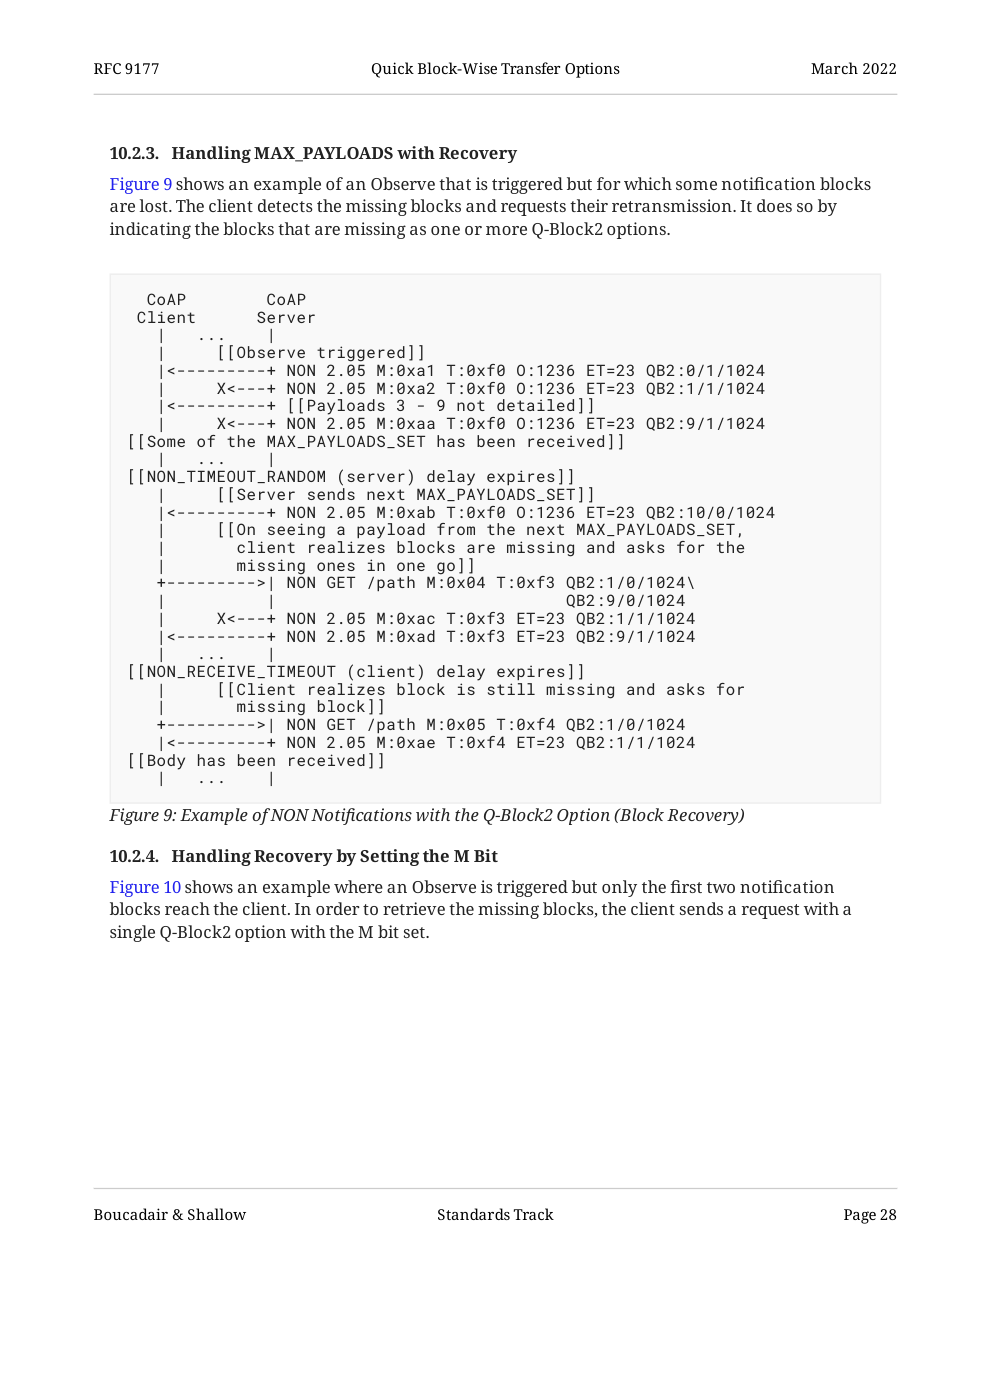 RFC 9177 Quick Block-Wise Transfer Options March 2022
10.2.3. Handling MAX_PAYLOADS with Recovery
Figure 9 shows an example of an Observe that is triggered but for which some notification blocks
are lost. The client detects the missing blocks and requests their retransmission. It does so by
indicating the blocks that are missing as one or more Q-Block2 options.
  CoAP        CoAP
 Client      Server
   |   ...    |
   |     [[Observe triggered]]
   |<---------+ NON 2.05 M:0xa1 T:0xf0 O:1236 ET=23 QB2:0/1/1024
   |     X<---+ NON 2.05 M:0xa2 T:0xf0 O:1236 ET=23 QB2:1/1/1024
   |<---------+ [[Payloads 3 - 9 not detailed]]
   |     X<---+ NON 2.05 M:0xaa T:0xf0 O:1236 ET=23 QB2:9/1/1024
[[Some of the MAX_PAYLOADS_SET has been received]]
   |   ...    |
[[NON_TIMEOUT_RANDOM (server) delay expires]]
   |     [[Server sends next MAX_PAYLOADS_SET]]
   |<---------+ NON 2.05 M:0xab T:0xf0 O:1236 ET=23 QB2:10/0/1024
   |     [[On seeing a payload from the next MAX_PAYLOADS_SET,
   |       client realizes blocks are missing and asks for the
   |       missing ones in one go]]
   +--------->| NON GET /path M:0x04 T:0xf3 QB2:1/0/1024\
   |          |                             QB2:9/0/1024
   |     X<---+ NON 2.05 M:0xac T:0xf3 ET=23 QB2:1/1/1024
   |<---------+ NON 2.05 M:0xad T:0xf3 ET=23 QB2:9/1/1024
   |   ...    |
[[NON_RECEIVE_TIMEOUT (client) delay expires]]
   |     [[Client realizes block is still missing and asks for
   |       missing block]]
   +--------->| NON GET /path M:0x05 T:0xf4 QB2:1/0/1024
   |<---------+ NON 2.05 M:0xae T:0xf4 ET=23 QB2:1/1/1024
[[Body has been received]]
   |   ...    |
Figure 9: Example of NON Notifications with the Q-Block2 Option (Block Recovery)
10.2.4. Handling Recovery by Setting the M Bit
Figure 10 shows an example where an Observe is triggered but only the first two notification
blocks reach the client. In order to retrieve the missing blocks, the client sends a request with a
single Q-Block2 option with the M bit set.
Boucadair & Shallow Standards Track Page 28